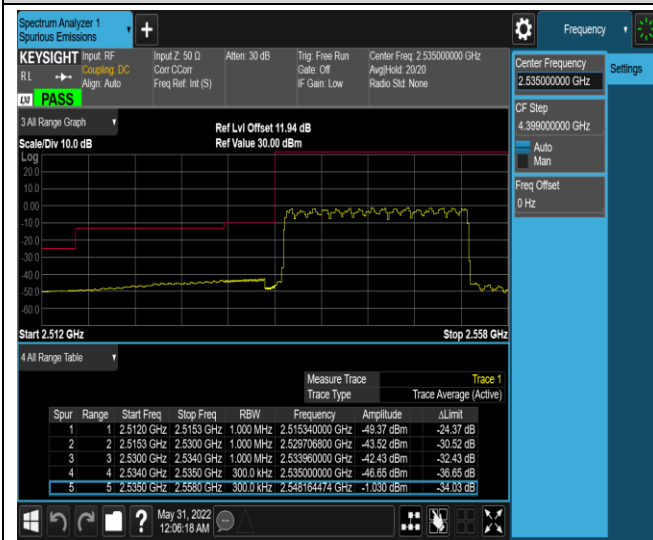 Spectrum Analyzer 1
Spurious Emissions
Frequency
KEYSIGHT Input: RF Input Z: 50 Ω Atten: 30 dB Trig: Free Run Center Freq: 2.535000000 GHz
RL Coupling: DC Corr CCorr Gate: Off Avg|Hold: 20/20
Align: Auto Freq Ref: Int (S) IF Gain: Low Radio Std: None
LXI PASS
Center Frequency
2.535000000 GHz
Settings
CF Step
4.399000000 GHz
Auto
Man
Freq Offset
0 Hz
3 All Range Graph
Ref Lvl Offset 11.94 dB
Scale/Div 10.0 dB Ref Value 30.00 dBm
Log
20.0
10.0
0.00
-10.0
-20.0
-30.0
-40.0
-50.0
-60.0
Start 2.512 GHz Stop 2.558 GHz
4 All Range Table
Measure Trace Trace 1
Trace Type Trace Average (Active)
Spur Range Start Freq Stop Freq RBW Frequency Amplitude ΔLimit
1 1 2.5120 GHz 2.5153 GHz 1.000 MHz 2.515340000 GHz -49.37 dBm -24.37 dB
2 2 2.5153 GHz 2.5300 GHz 1.000 MHz 2.529706800 GHz -43.52 dBm -30.52 dB
3 3 2.5300 GHz 2.5340 GHz 1.000 MHz 2.533960000 GHz -42.43 dBm -32.43 dB
4 4 2.5340 GHz 2.5350 GHz 300.0 kHz 2.535000000 GHz -46.65 dBm -36.65 dB
5 5 2.5350 GHz 2.5580 GHz 300.0 kHz 2.548164474 GHz -1.030 dBm -34.03 dB
May 31, 2022
12:06:18 AM